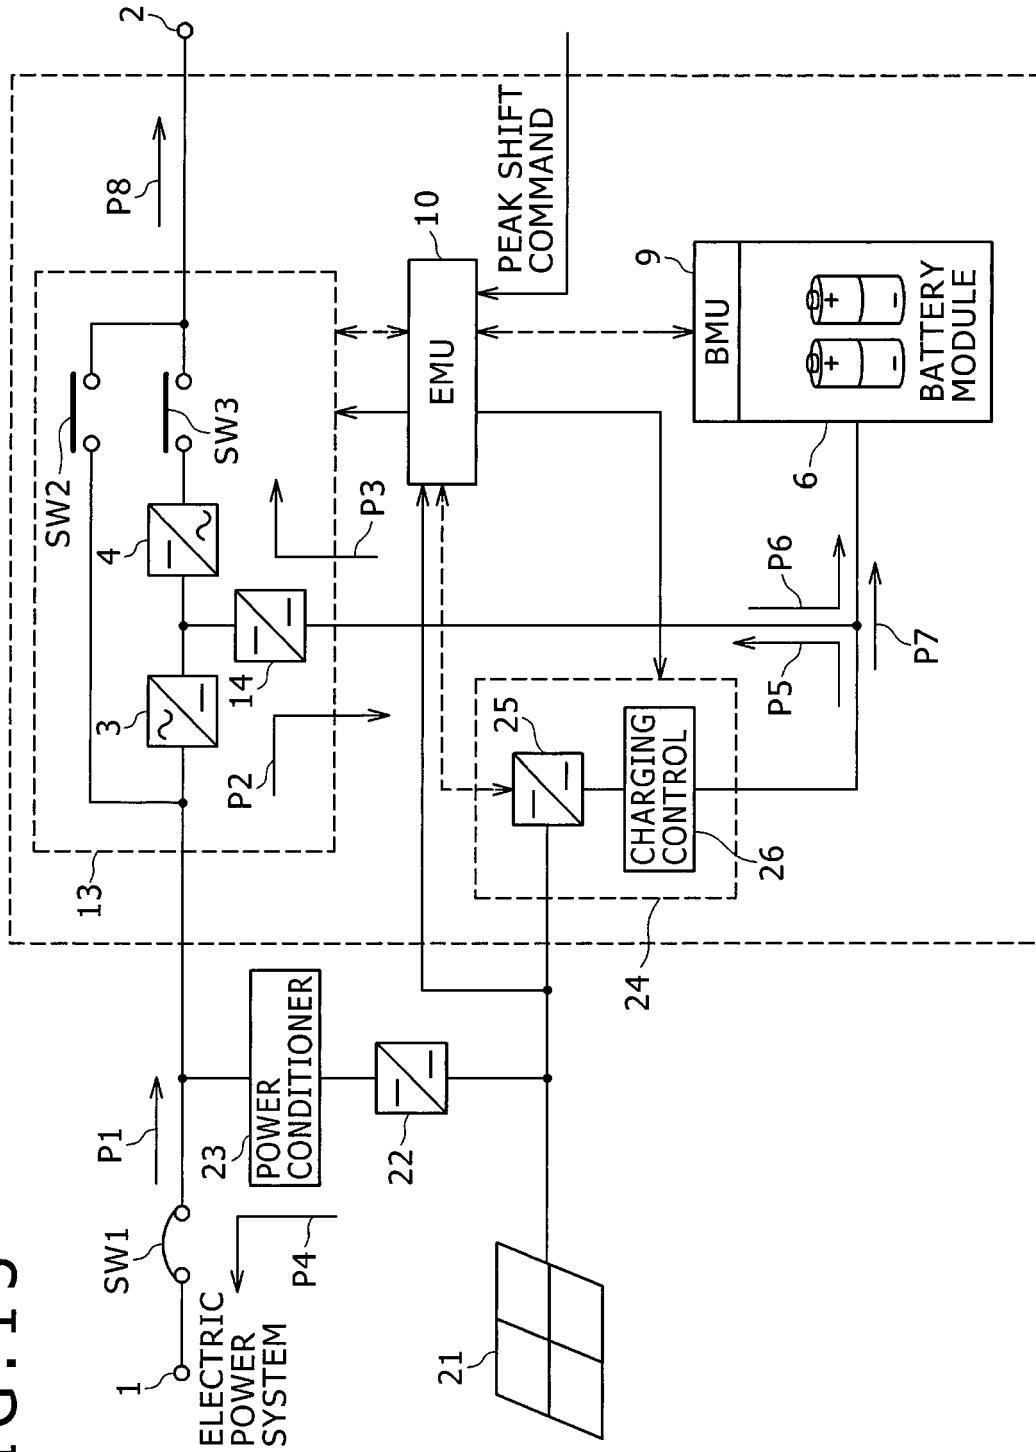 SW2
13
1
SW1
P1
3
4
P8
2
ELECTRIC
POWER
SYSTEM
23
POWER
CONDITIONER
P4
P2
14
SW3
P3
22
10
EMU
PEAK SHIFT
COMMAND
21
24
25
CHARGING
CONTROL
26
P5
P6
P7
6
9
BMU
+
−
+
−
BATTERY
MODULE